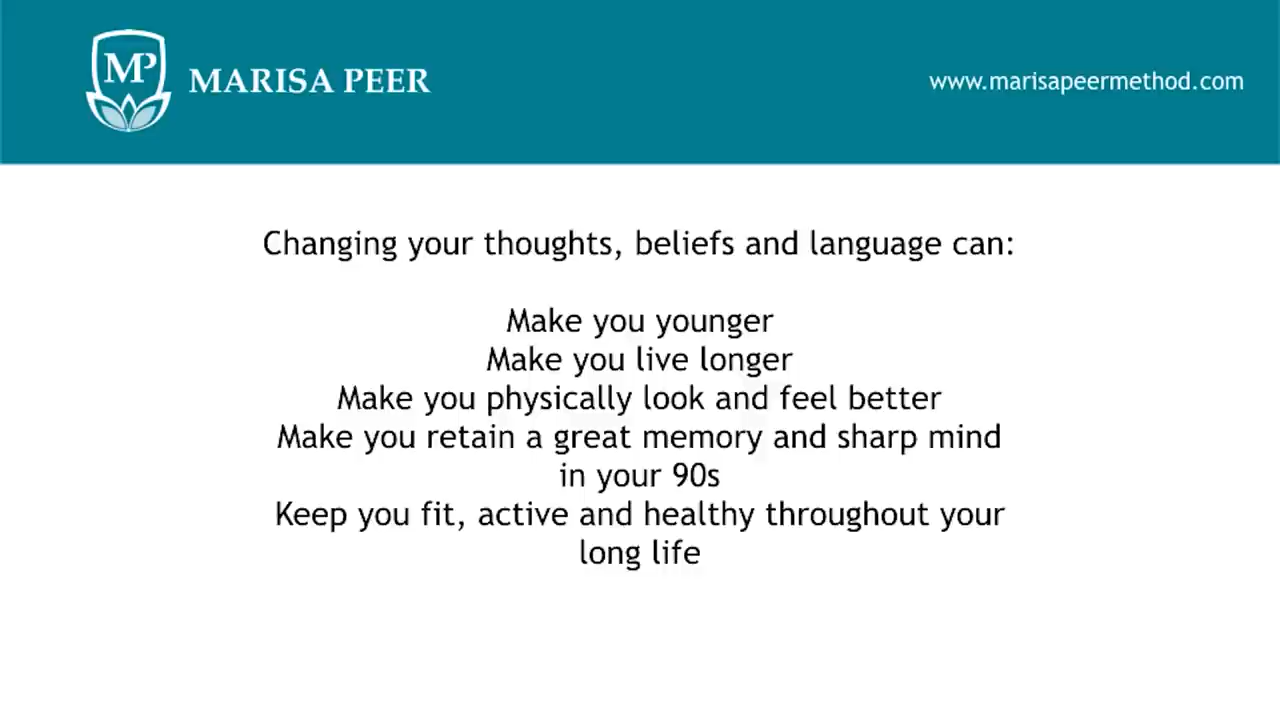 MP
MARISA PEER
www.marisapeermethod.com
Changing your thoughts, beliefs and language can:
Make you younger
Make you live longer
Make you physically look and feel better
Make you retain a great memory and sharp mind
in your 90s
Keep you fit, active and healthy throughout your
long life